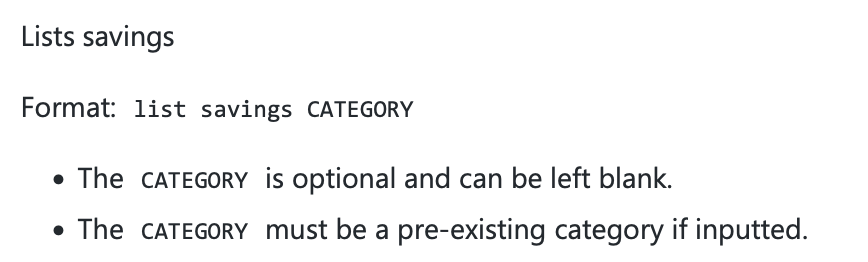 Lists savings
Format: list savings CATEGORY
• The CATEGORY is optional and can be left blank.
• The CATEGORY must be a pre-existing category if inputted.